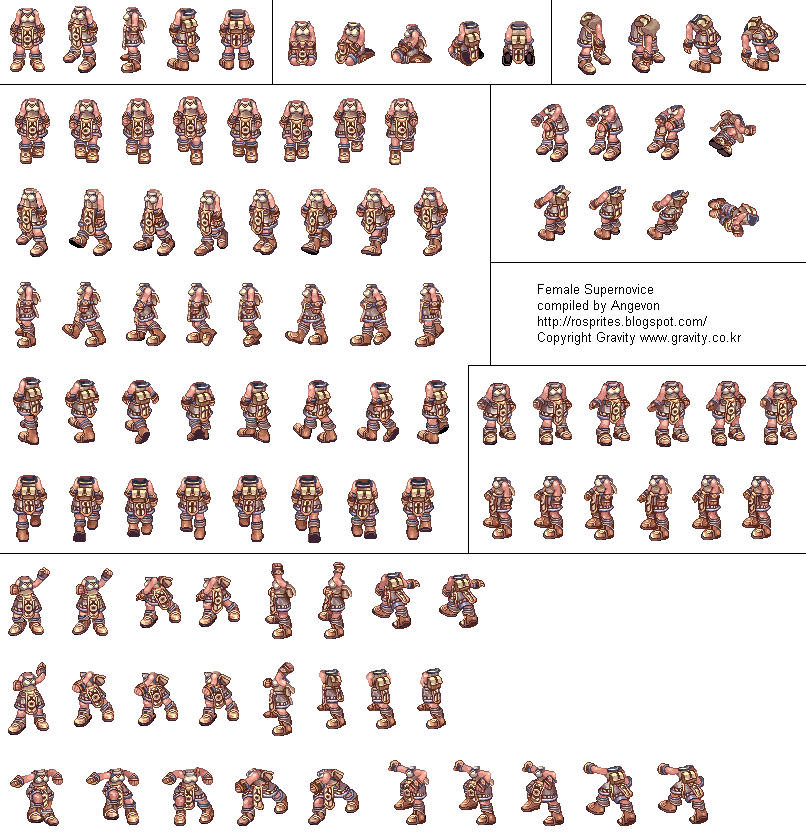 Female Supernovice
compiled by Angevon
http://rosprites.blogspot.com/
Copyright Gravity www.gravity.co.kr